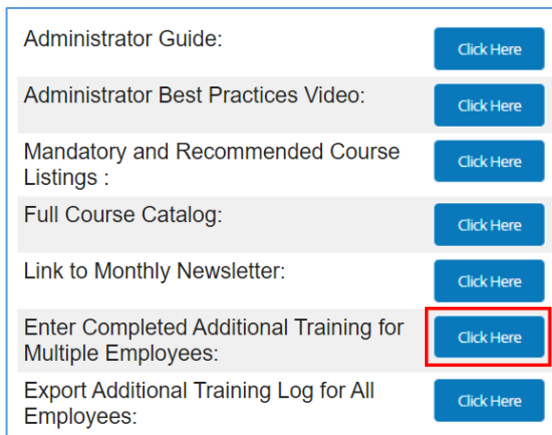 Administrator Guide:
Click Here
Administrator Best Practices Video:
Click Here
Mandatory and Recommended Course
Listings :
Click Here
Full Course Catalog:
Click Here
Link to Monthly Newsletter:
Click Here
Enter Completed Additional Training for
Multiple Employees:
Click Here
Export Additional Training Log for All
Employees:
Click Here